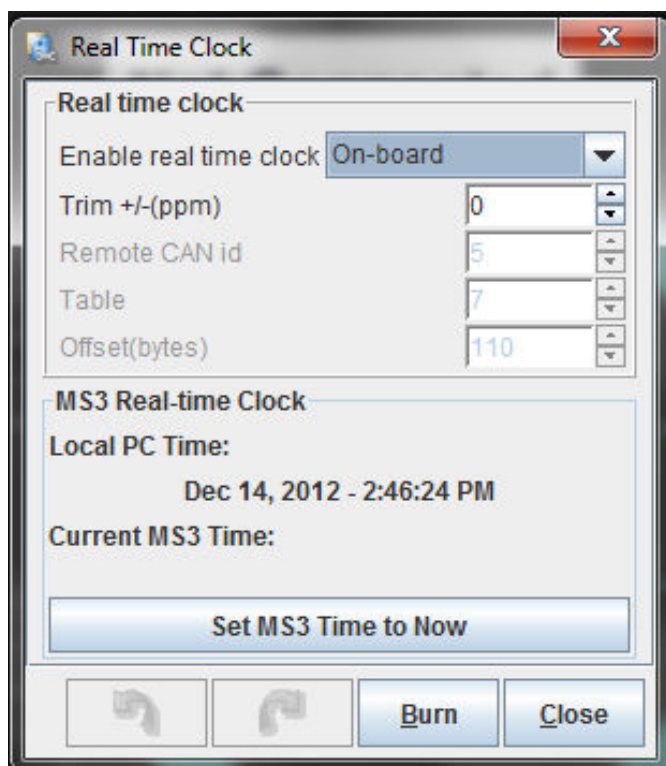 Real Time Clock
Real time clock
Enable real time clock On-board
Trim +/-(ppm) 0
Remote CAN id 5
Table 7
Offset(bytes) 110
MS3 Real-time Clock
Local PC Time:
Dec 14, 2012 - 2:46:24 PM
Current MS3 Time:
Set MS3 Time to Now
Burn Close